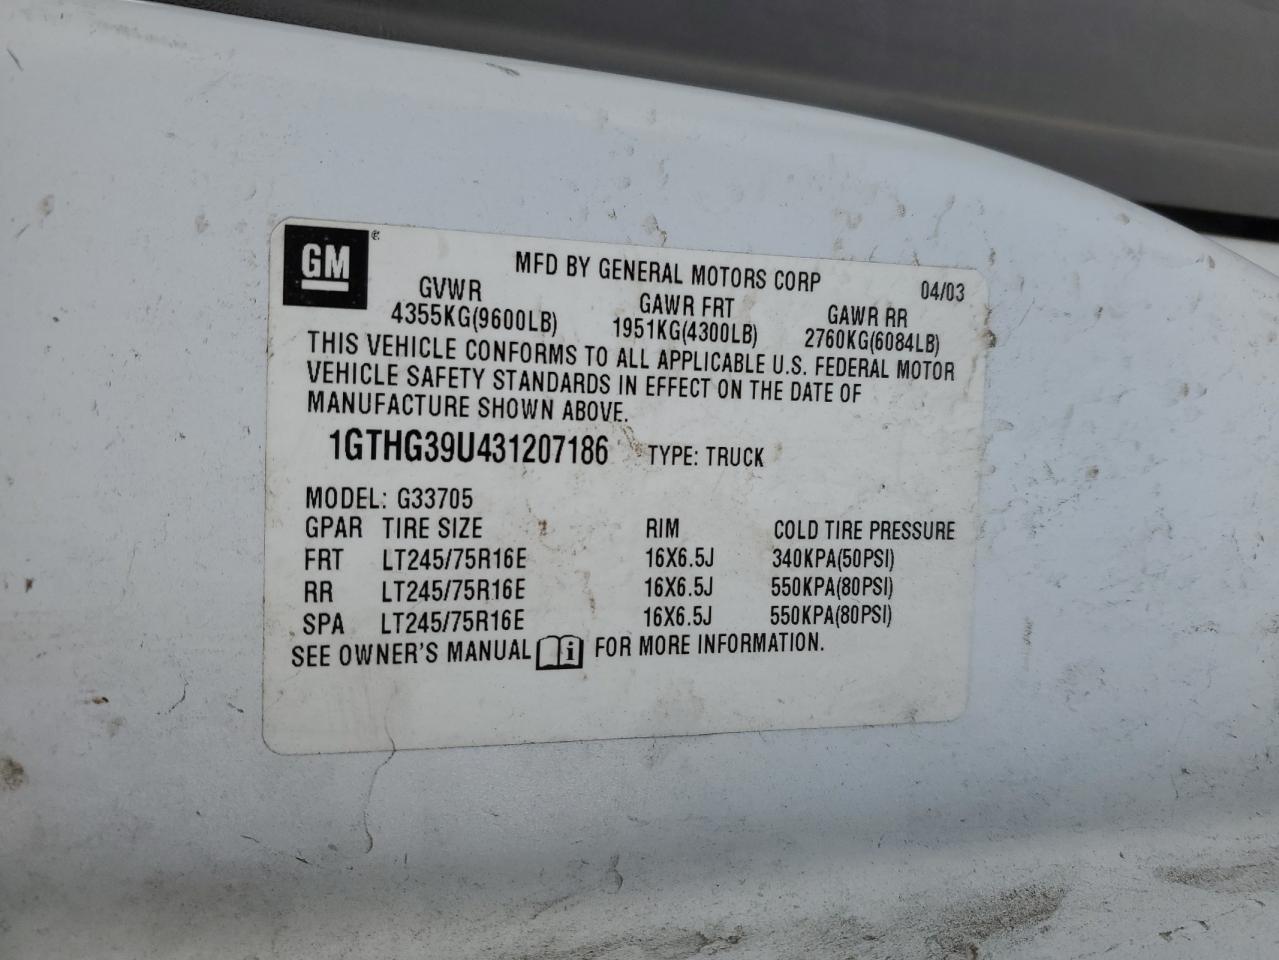 GM®
MFD BY GENERAL MOTORS CORP 04/03
GVWR GAWR FRT GAWR RR
4355KG(9600LB) 1951KG(4300LB) 2760KG(6084LB)
THIS VEHICLE CONFORMS TO ALL APPLICABLE U.S. FEDERAL MOTOR
VEHICLE SAFETY STANDARDS IN EFFECT ON THE DATE OF
MANUFACTURE SHOWN ABOVE.
1GTHG39U431207186 TYPE: TRUCK
MODEL: G33705
GPAR TIRE SIZE RIM COLD TIRE PRESSURE
FRT LT245/75R16E 16X6.5J 340KPA(50PSI)
RR LT245/75R16E 16X6.5J 550KPA(80PSI)
SPA LT245/75R16E 16X6.5J 550KPA(80PSI)
SEE OWNER'S MANUAL i FOR MORE INFORMATION.